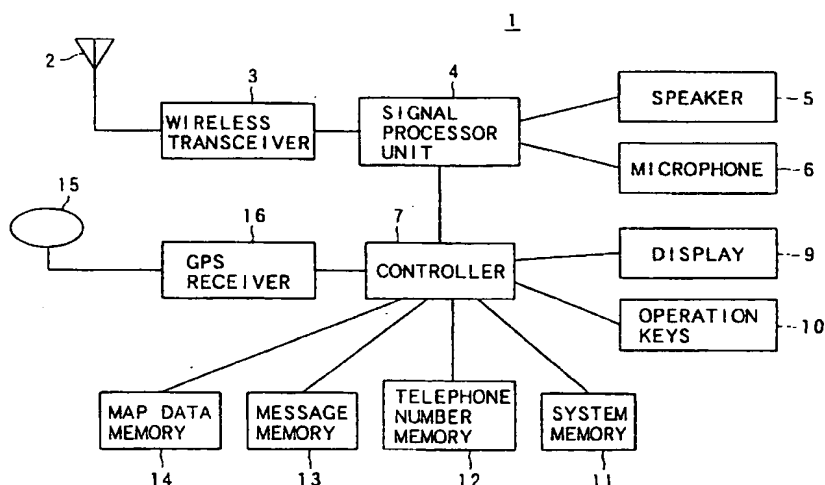 1
2
3
4
SPEAKER
5
WIRELESS
TRANSCEIVER
SIGNAL
PROCESSOR
UNIT
MICROPHONE
6
15
16
7
GPS
RECEIVER
CONTROLLER
DISPLAY
9
OPERATION
KEYS
10
MAP DATA
MEMORY
MESSAGE
MEMORY
TELEPHONE
NUMBER
MEMORY
SYSTEM
MEMORY
14
13
12
11